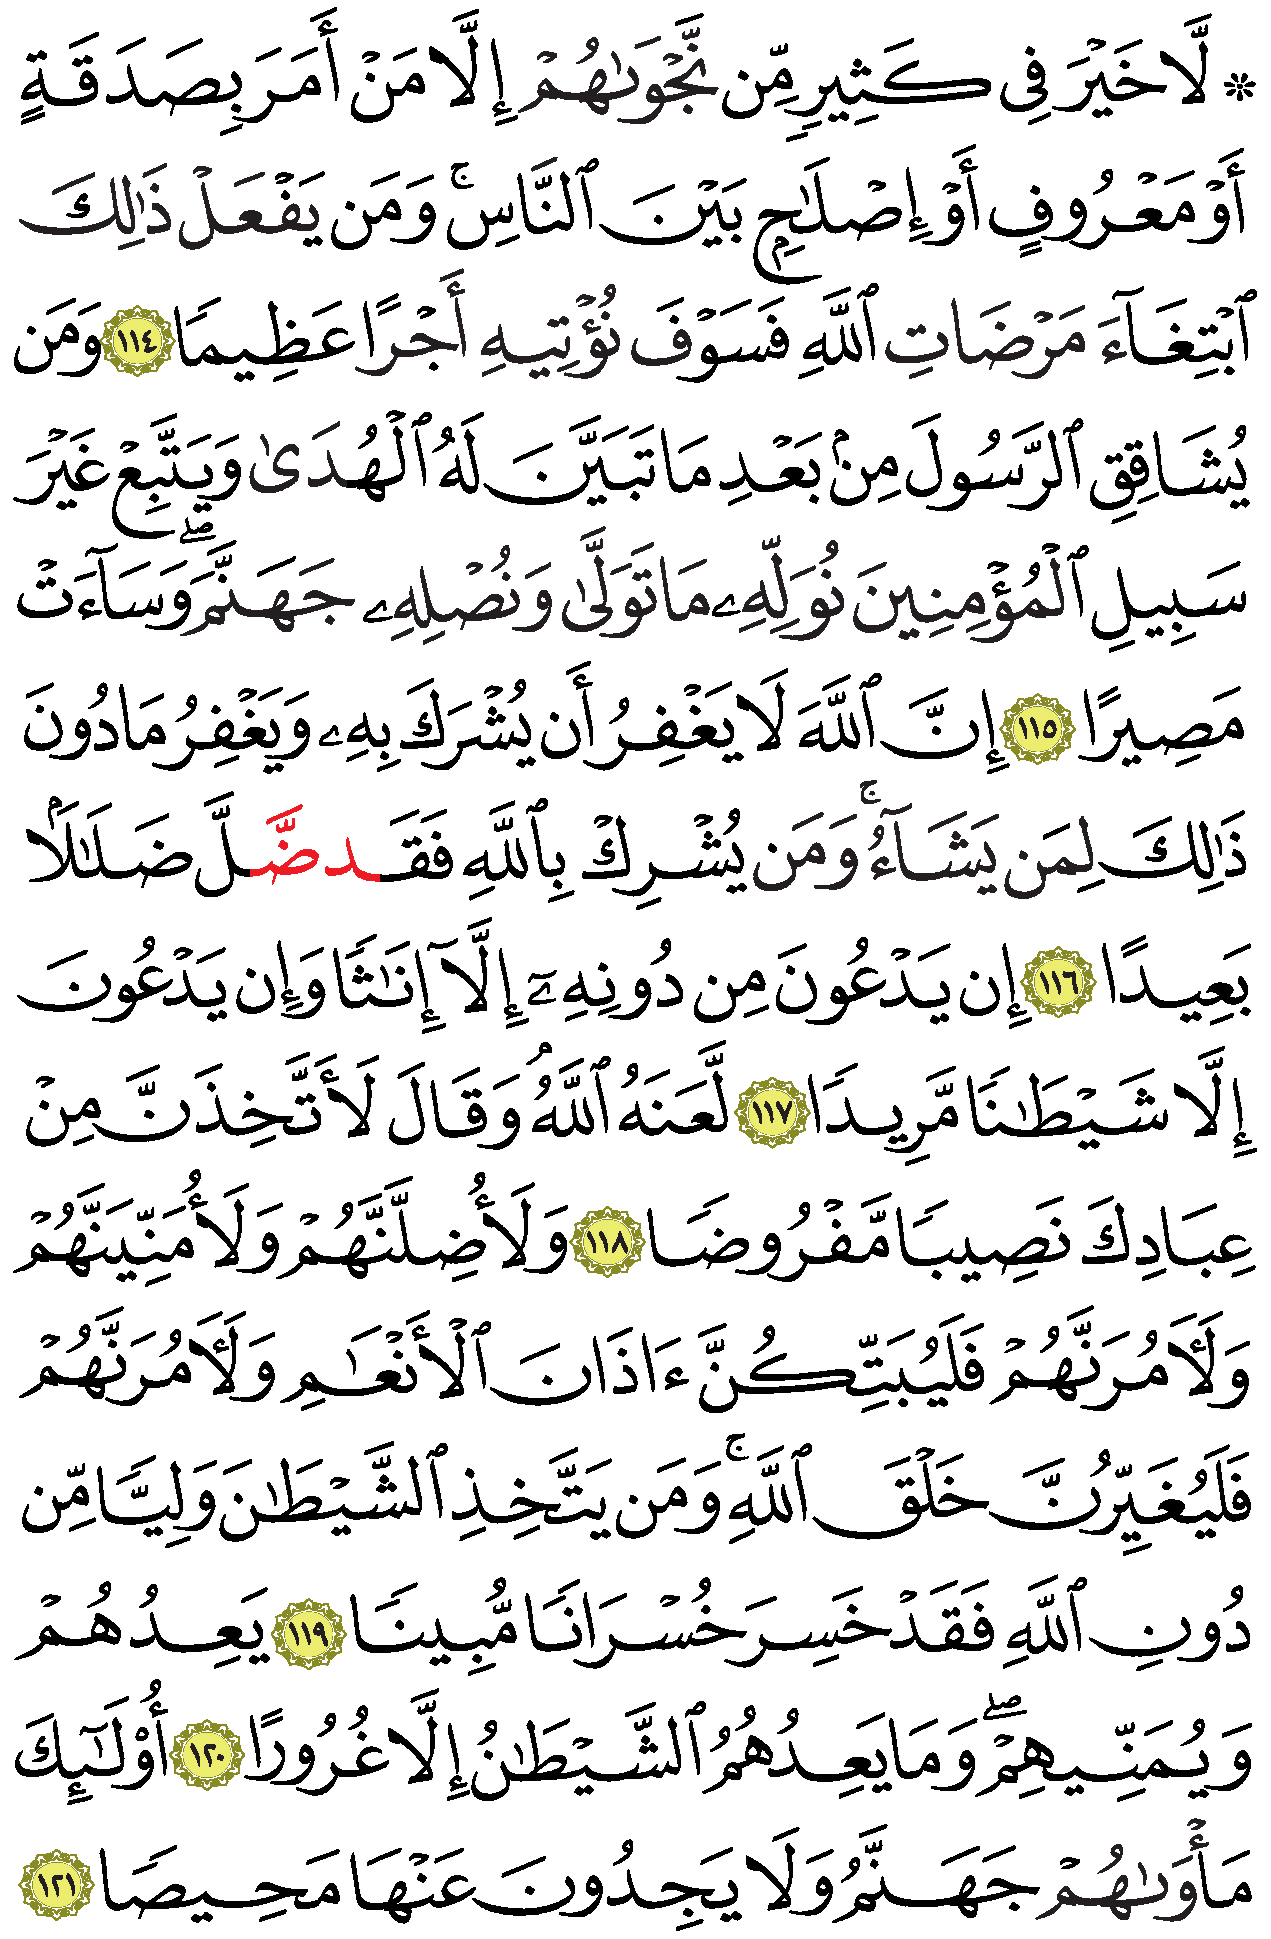 ۞ لَّا خَيْرَ فِى كَثِيرٍ مِّن نَّجْوَىٰهُمْ إِلَّا مَنْ أَمَرَ بِصَدَقَةٍ
أَوْ مَعْرُوفٍ أَوْ إِصْلَـٰحٍۭ بَيْنَ ٱلنَّاسِ ۚ وَمَن يَفْعَلْ ذَٰلِكَ
ٱبْتِغَآءَ مَرْضَاتِ ٱللَّهِ فَسَوْفَ نُؤْتِيهِ أَجْرًا عَظِيمًا ١١٤ وَمَن
يُشَاقِقِ ٱلرَّسُولَ مِنۢ بَعْدِ مَا تَبَيَّنَ لَهُ ٱلْهُدَىٰ وَيَتَّبِعْ غَيْرَ
سَبِيلِ ٱلْمُؤْمِنِينَ نُوَلِّهِۦ مَا تَوَلَّىٰ وَنُصْلِهِۦ جَهَنَّمَ ۖ وَسَآءَتْ
مَصِيرًا ١١٥ إِنَّ ٱللَّهَ لَا يَغْفِرُ أَن يُشْرَكَ بِهِۦ وَيَغْفِرُ مَا دُونَ
ذَٰلِكَ لِمَن يَشَآءُ ۚ وَمَن يُشْرِكْ بِٱللَّهِ فَقَد ضَّلَّ ضَلَـٰلَۢا
بَعِيدًا ١١٦ إِن يَدْعُونَ مِن دُونِهِۦٓ إِلَّآ إِنَـٰثًا وَإِن يَدْعُونَ
إِلَّا شَيْطَـٰنًا مَّرِيدًا ١١٧ لَّعَنَهُ ٱللَّهُ ۘ وَقَالَ لَأَتَّخِذَنَّ مِنْ
عِبَادِكَ نَصِيبًا مَّفْرُوضًا ١١٨ وَلَأُضِلَّنَّهُمْ وَلَأُمَنِّيَنَّهُمْ
وَلَـَٔامُرَنَّهُمْ فَلَيُبَتِّكُنَّ ءَاذَانَ ٱلْأَنْعَـٰمِ وَلَـَٔامُرَنَّهُمْ
فَلَيُغَيِّرُنَّ خَلْقَ ٱللَّهِ ۚ وَمَن يَتَّخِذِ ٱلشَّيْطَـٰنَ وَلِيًّا مِّن
دُونِ ٱللَّهِ فَقَدْ خَسِرَ خُسْرَانًا مُّبِينًا ١١٩ يَعِدُهُمْ
وَيُمَنِّيهِمْ ۖ وَمَا يَعِدُهُمُ ٱلشَّيْطَـٰنُ إِلَّا غُرُورًا ١٢٠ أُو۟لَـٰٓئِكَ
مَأْوَىٰهُمْ جَهَنَّمُ وَلَا يَجِدُونَ عَنْهَا مَحِيصًا ١٢١